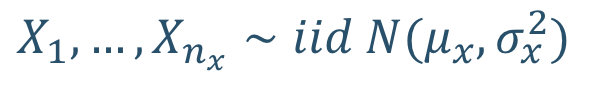 X₁, … , Xₙₓ ~ iid N(μₓ, σₓ²)